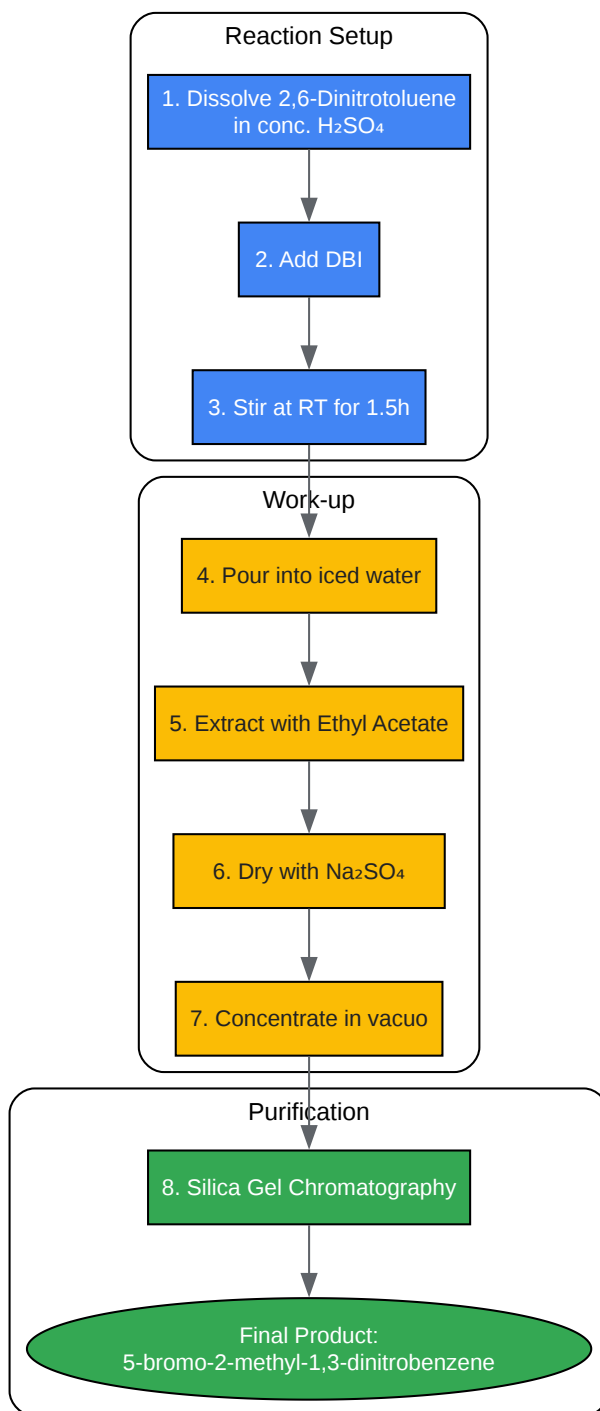 Reaction Setup
1. Dissolve 2,6-Dinitrotoluene
in conc. H₂SO₄
2. Add DBI
3. Stir at RT for 1.5h
Work-up
4. Pour into iced water
5. Extract with Ethyl Acetate
6. Dry with Na₂SO₄
7. Concentrate in vacuo
Purification
8. Silica Gel Chromatography
Final Product:
5-bromo-2-methyl-1,3-dinitrobenzene